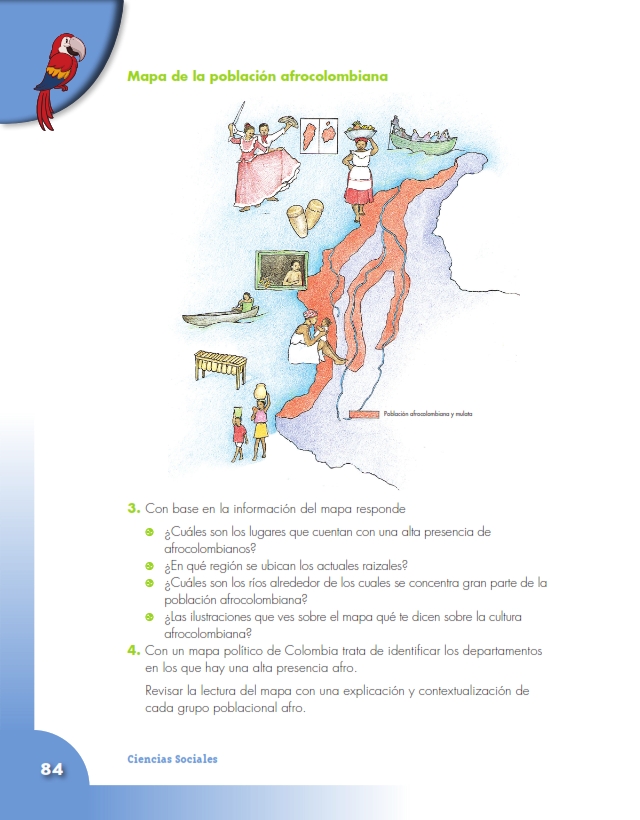 Mapa de la población afrocolombiana
Población afrocolombiana y mulata
3. Con base en la información del mapa responde
¿Cuáles son los lugares que cuentan con una alta presencia de
afrocolombianos?
¿En qué región se ubican los actuales raizales?
¿Cuáles son los ríos alrededor de los cuales se concentra gran parte de la
población afrocolombiana?
¿Las ilustraciones que ves sobre el mapa qué te dicen sobre la cultura
afrocolombiana?
4. Con un mapa político de Colombia trata de identificar los departamentos
en los que hay una alta presencia afro.
Revisar la lectura del mapa con una explicación y contextualización de
cada grupo poblacional afro.
Ciencias Sociales
84